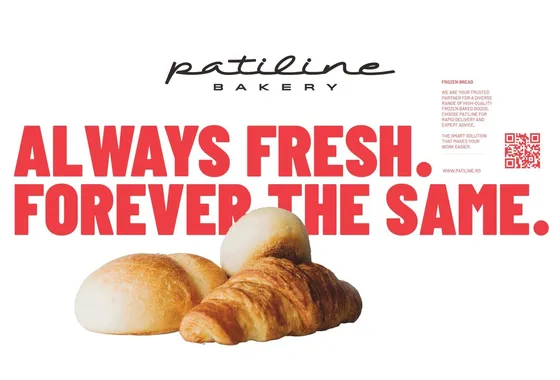 patiline
BAKERY
FROZEN BREAD
WE ARE YOUR TRUSTED
PARTNER FOR A DIVERSE
RANGE OF HIGH-QUALITY
FROZEN BAKED GOODS.
CHOOSE PATILINE FOR
RAPID DELIVERY AND
EXPERT ADVICE.
THE SMART SOLUTION
THAT MAKES YOUR
WORK EASIER.
WWW.PATILINE.RO
ALWAYS FRESH.
FOREVER THE SAME.